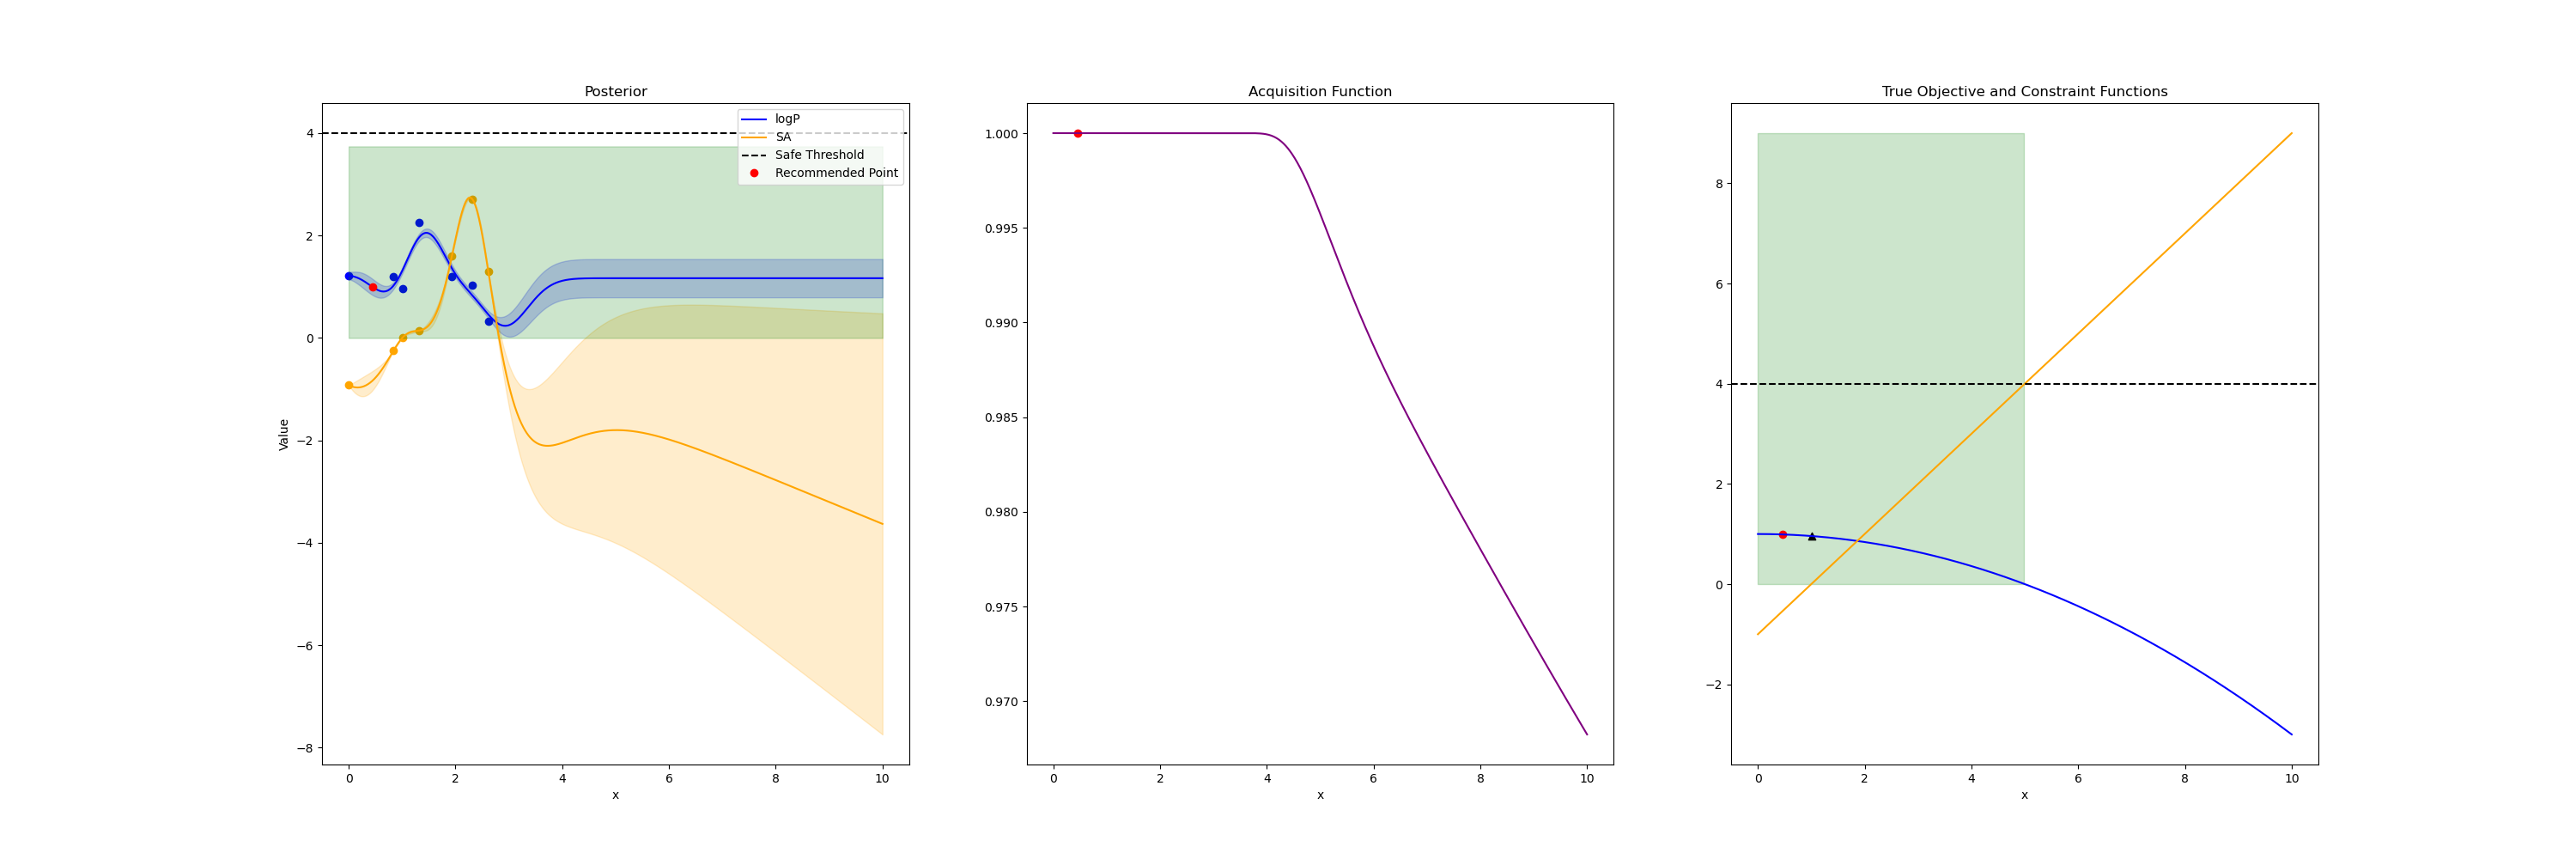 Posterior
4
2
0
−2
−4
−6
−8
Value
0 2 4 6 8 10
x
logP
SA
Safe Threshold
Recommended Point
Acquisition Function
1.000
0.995
0.990
0.985
0.980
0.975
0.970
0 2 4 6 8 10
x
True Objective and Constraint Functions
8
6
4
2
0
−2
0 2 4 6 8 10
x